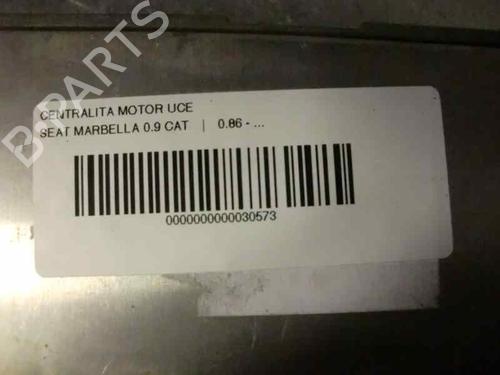 CENTRALITA MOTOR UCE
SEAT MARBELLA 0.9 CAT | 0.86 - ...
0000000000030573
B-PARTS